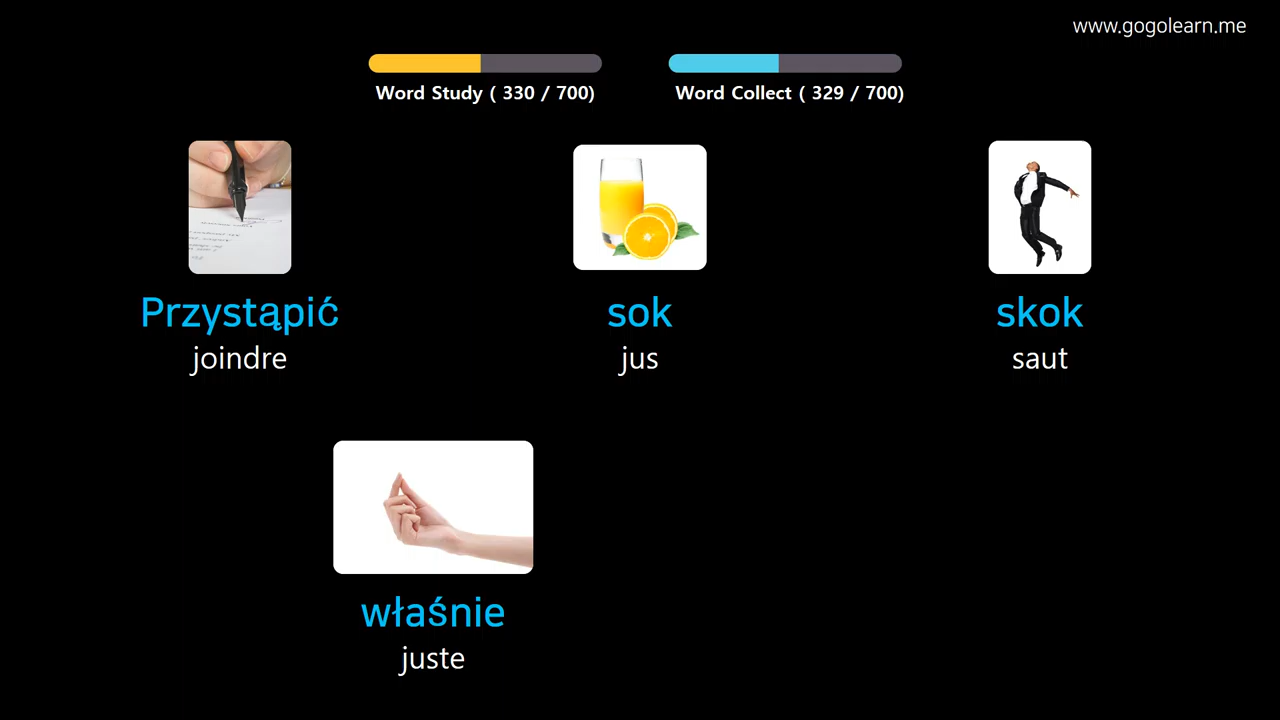 www.gogolearn.me
Word Study ( 330 / 700)
Word Collect ( 329 / 700)
Przystąpić
joindre
sok
jus
skok
saut
właśnie
juste